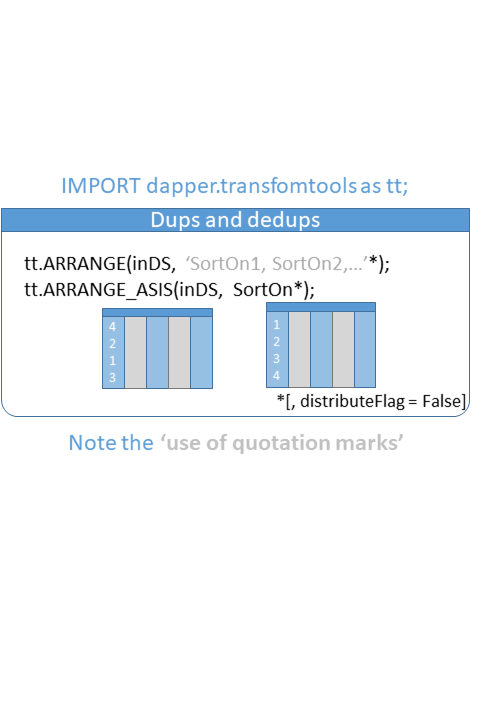 IMPORT dapper.transfomtools as tt;
Dups and dedups
tt.ARRANGE(inDS, ‘SortOn1, SortOn2,…’*);
tt.ARRANGE_ASIS(inDS, SortOn*);
4
2
1
3
1
2
3
4
*[, distributeFlag = False]
Note the ‘use of quotation marks’